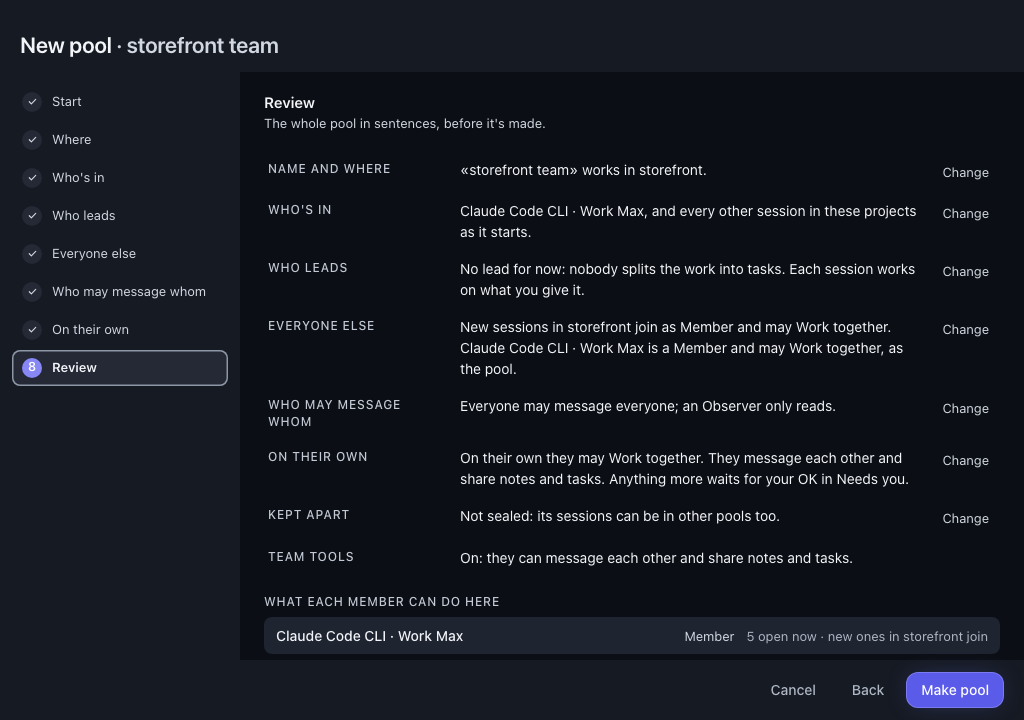 New pool · storefront team
Start
Where
Who's in
Who leads
Everyone else
Who may message whom
On their own
8 Review
Review
The whole pool in sentences, before it's made.
NAME AND WHERE
«storefront team» works in storefront.
Change
WHO'S IN
Claude Code CLI · Work Max, and every other session in these projects
as it starts.
Change
WHO LEADS
No lead for now: nobody splits the work into tasks. Each session works
on what you give it.
Change
EVERYONE ELSE
New sessions in storefront join as Member and may Work together.
Claude Code CLI · Work Max is a Member and may Work together, as
the pool.
Change
WHO MAY MESSAGE
WHOM
Everyone may message everyone; an Observer only reads.
Change
ON THEIR OWN
On their own they may Work together. They message each other and
share notes and tasks. Anything more waits for your OK in Needs you.
Change
KEPT APART
Not sealed: its sessions can be in other pools too.
Change
TEAM TOOLS
On: they can message each other and share notes and tasks.
WHAT EACH MEMBER CAN DO HERE
Claude Code CLI · Work Max
Member
5 open now · new ones in storefront join
Cancel
Back
Make pool